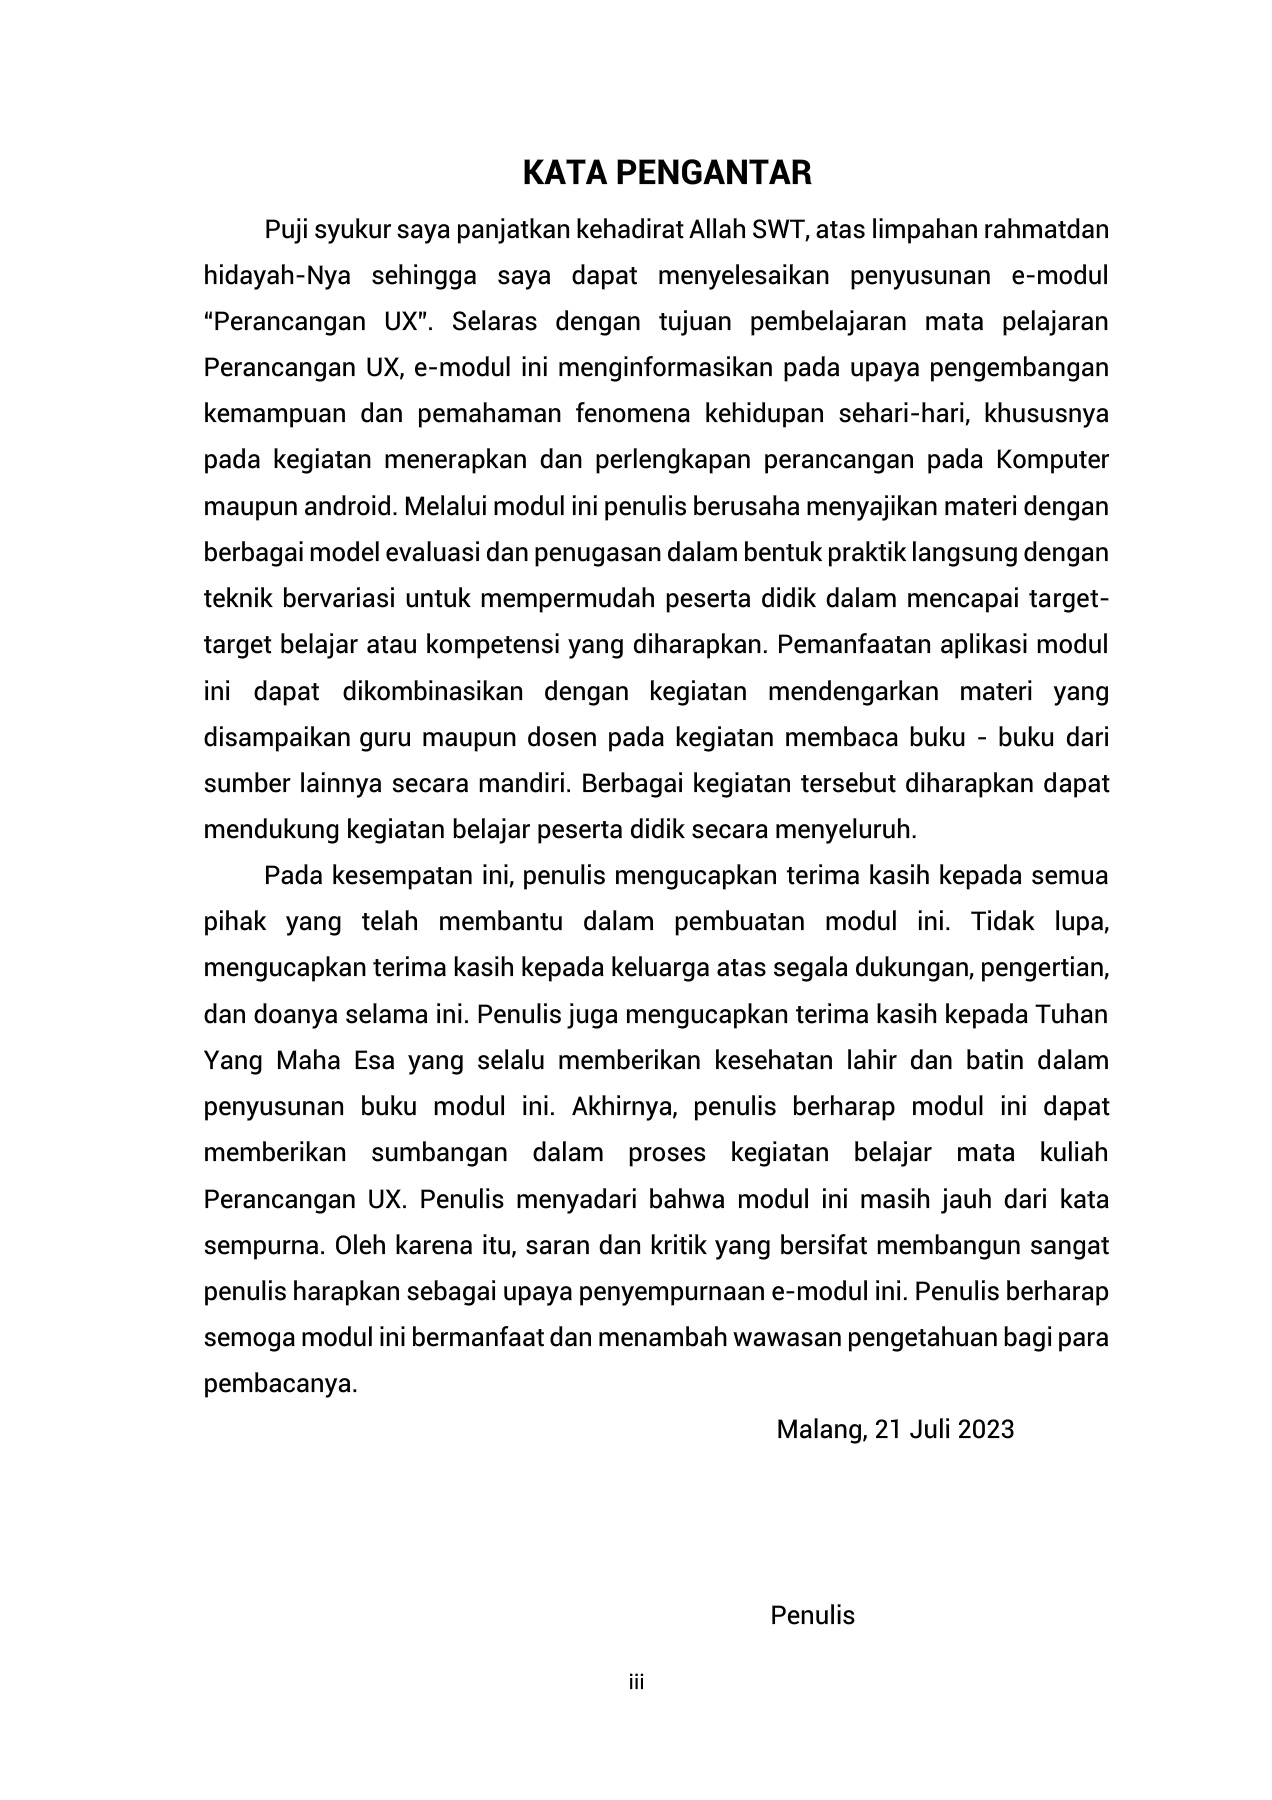 KATA PENGANTAR
Puji syukur saya panjatkan kehadirat Allah SWT, atas limpahan rahmatdan
hidayah-Nya sehingga saya dapat menyelesaikan penyusunan e-modul
“Perancangan UX”. Selaras dengan tujuan pembelajaran mata pelajaran
Perancangan UX, e-modul ini menginformasikan pada upaya pengembangan
kemampuan dan pemahaman fenomena kehidupan sehari-hari, khususnya
pada kegiatan menerapkan dan perlengkapan perancangan pada Komputer
maupun android. Melalui modul ini penulis berusaha menyajikan materi dengan
berbagai model evaluasi dan penugasan dalam bentuk praktik langsung dengan
teknik bervariasi untuk mempermudah peserta didik dalam mencapai target-
target belajar atau kompetensi yang diharapkan. Pemanfaatan aplikasi modul
ini dapat dikombinasikan dengan kegiatan mendengarkan materi yang
disampaikan guru maupun dosen pada kegiatan membaca buku - buku dari
sumber lainnya secara mandiri. Berbagai kegiatan tersebut diharapkan dapat
mendukung kegiatan belajar peserta didik secara menyeluruh.
Pada kesempatan ini, penulis mengucapkan terima kasih kepada semua
pihak yang telah membantu dalam pembuatan modul ini. Tidak lupa,
mengucapkan terima kasih kepada keluarga atas segala dukungan, pengertian,
dan doanya selama ini. Penulis juga mengucapkan terima kasih kepada Tuhan
Yang Maha Esa yang selalu memberikan kesehatan lahir dan batin dalam
penyusunan buku modul ini. Akhirnya, penulis berharap modul ini dapat
memberikan sumbangan dalam proses kegiatan belajar mata kuliah
Perancangan UX. Penulis menyadari bahwa modul ini masih jauh dari kata
sempurna. Oleh karena itu, saran dan kritik yang bersifat membangun sangat
penulis harapkan sebagai upaya penyempurnaan e-modul ini. Penulis berharap
semoga modul ini bermanfaat dan menambah wawasan pengetahuan bagi para
pembacanya.
Malang, 21 Juli 2023
Penulis
iii